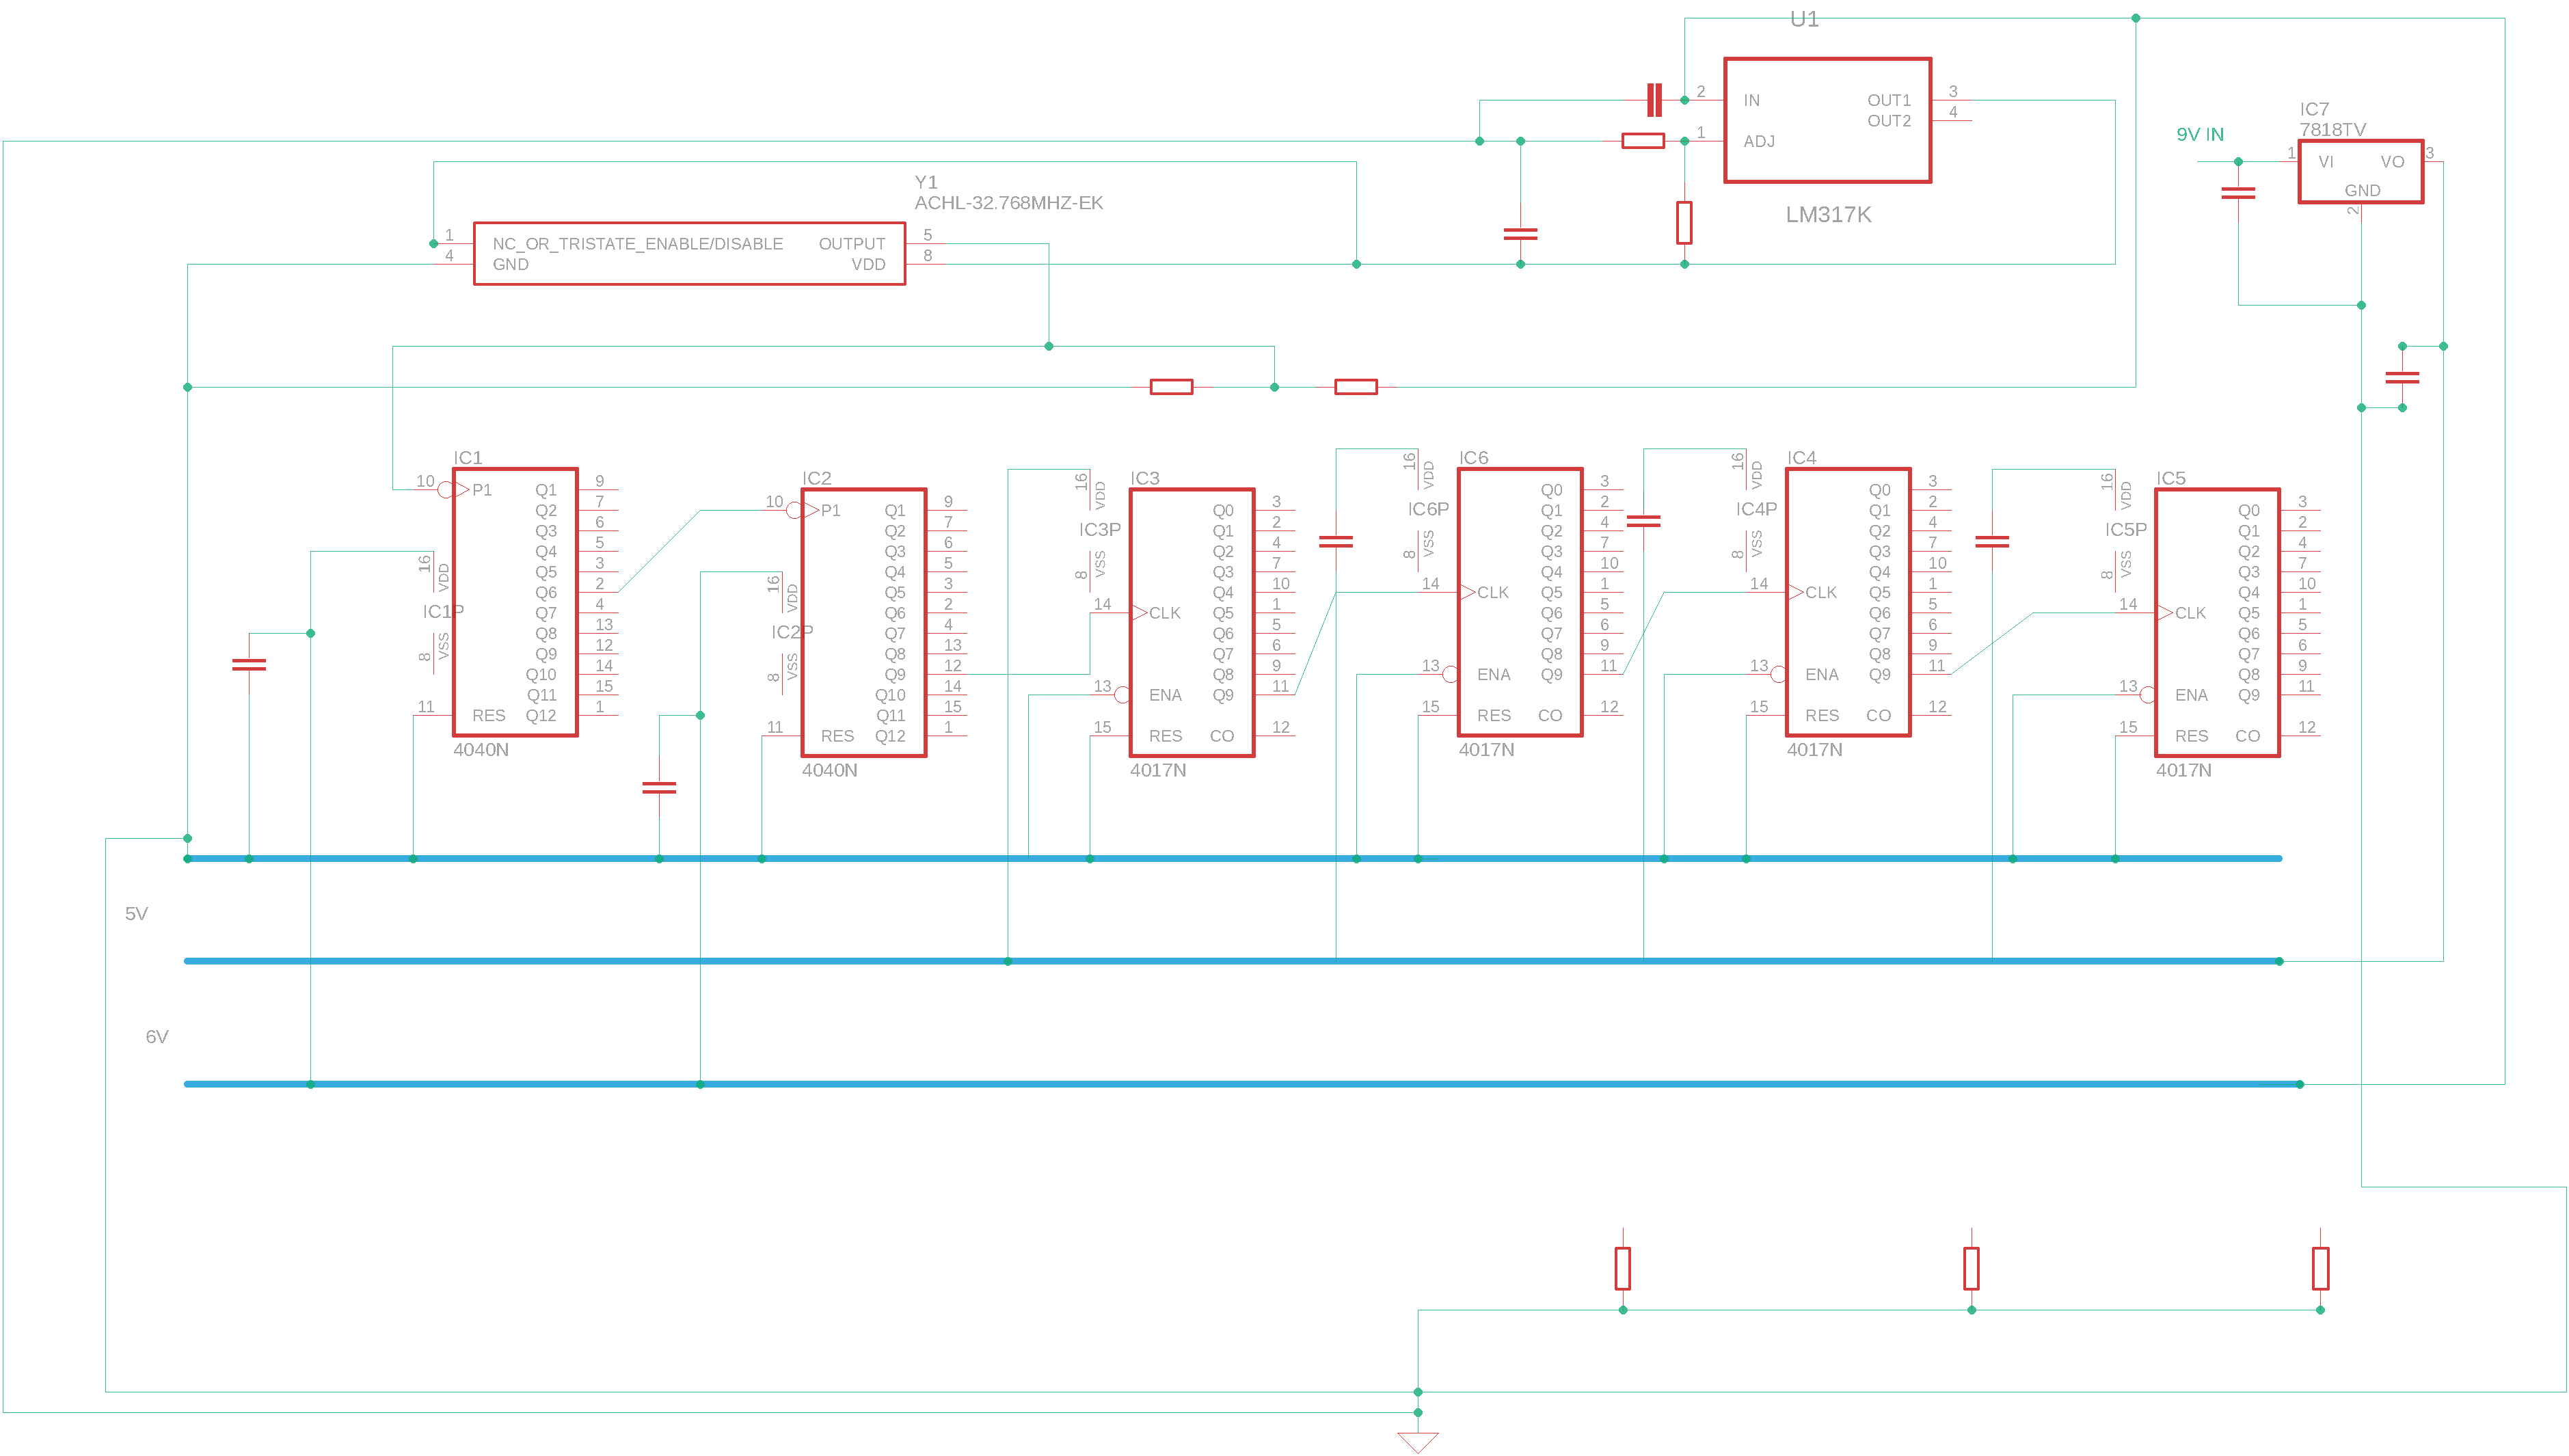 U1
2 IN OUT1 3
OUT2 4
1 ADJ
LM317K
IC7
7818TV
9V IN
1 VI VO 3
GND
2
Y1
ACHL-32.768MHZ-EK
1 NC_OR_TRISTATE_ENABLE/DISABLE OUTPUT 5
4 GND VDD 8
IC1
10 P1 Q1 9
Q2 7
Q3 6
Q4 5
Q5 3
Q6 2
Q7 4
Q8 13
Q9 12
Q10 14
Q11 15
11 RES Q12 1
16 VDD
IC1P
8 VSS
4040N
IC2
10 P1 Q1 9
Q2 7
Q3 6
Q4 5
Q5 3
Q6 2
Q7 4
Q8 13
Q9 12
Q10 14
Q11 15
11 RES Q12 1
16 VDD
IC2P
8 VSS
4040N
IC3
16 VDD
IC3P
8 VSS
Q0 3
Q1 2
Q2 4
Q3 7
Q4 10
14 CLK Q5 1
Q6 5
Q7 6
Q8 9
13 ENA Q9 11
15 RES CO 12
4017N
IC6
16 VDD
IC6P
8 VSS
Q0 3
Q1 2
Q2 4
Q3 7
Q4 10
14 CLK Q5 1
Q6 5
Q7 6
Q8 9
13 ENA Q9 11
15 RES CO 12
4017N
IC4
16 VDD
IC4P
8 VSS
Q0 3
Q1 2
Q2 4
Q3 7
Q4 10
14 CLK Q5 1
Q6 5
Q7 6
Q8 9
13 ENA Q9 11
15 RES CO 12
4017N
IC5
16 VDD
IC5P
8 VSS
Q0 3
Q1 2
Q2 4
Q3 7
Q4 10
14 CLK Q5 1
Q6 5
Q7 6
Q8 9
13 ENA Q9 11
15 RES CO 12
4017N
5V
6V